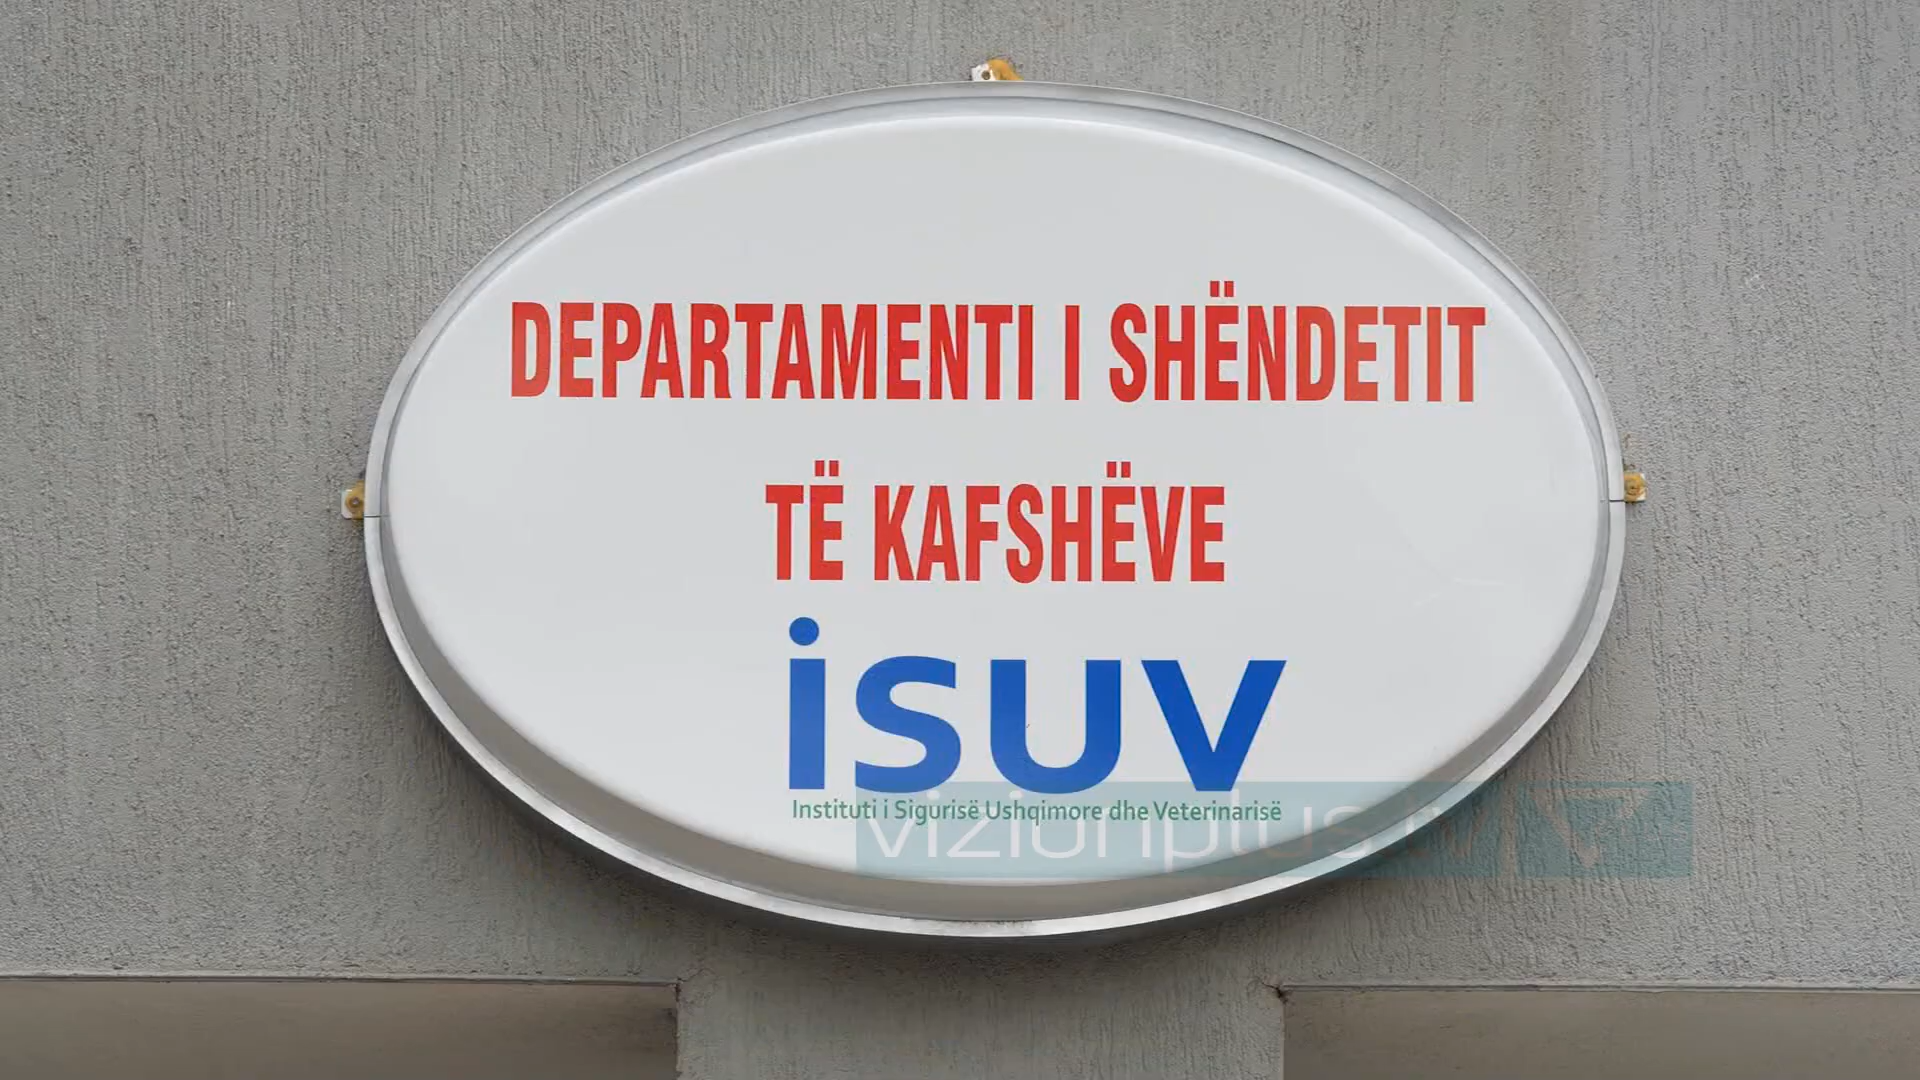 DEPARTAMENTI I SHËNDETIT
TË KAFSHËVE
isuv
Instituti i Sigurisë Ushqimore dhe Veterinarisë
vizionplus.tv